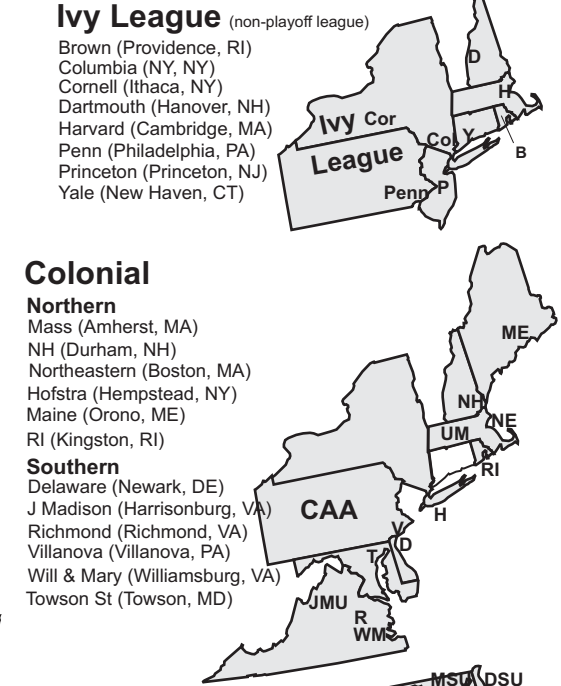 Ivy League (non-playoff league)
Brown (Providence, RI)
Columbia (NY, NY)
Cornell (Ithaca, NY)
Dartmouth (Hanover, NH)
Harvard (Cambridge, MA)
Penn (Philadelphia, PA)
Princeton (Princeton, NJ)
Yale (New Haven, CT)
D
H
Ivy Cor
Col Y
B
League
Penn P
Colonial
Northern
Mass (Amherst, MA)
NH (Durham, NH)
Northeastern (Boston, MA)
Hofstra (Hempstead, NY)
Maine (Orono, ME)
RI (Kingston, RI)
Southern
Delaware (Newark, DE)
J Madison (Harrisonburg, VA)
Richmond (Richmond, VA)
Villanova (Villanova, PA)
Will & Mary (Williamsburg, VA)
Towson St (Towson, MD)
ME
NH
NE
UM
RI
H
CAA
V
D
T
JMU
R
WM
MSU DSU